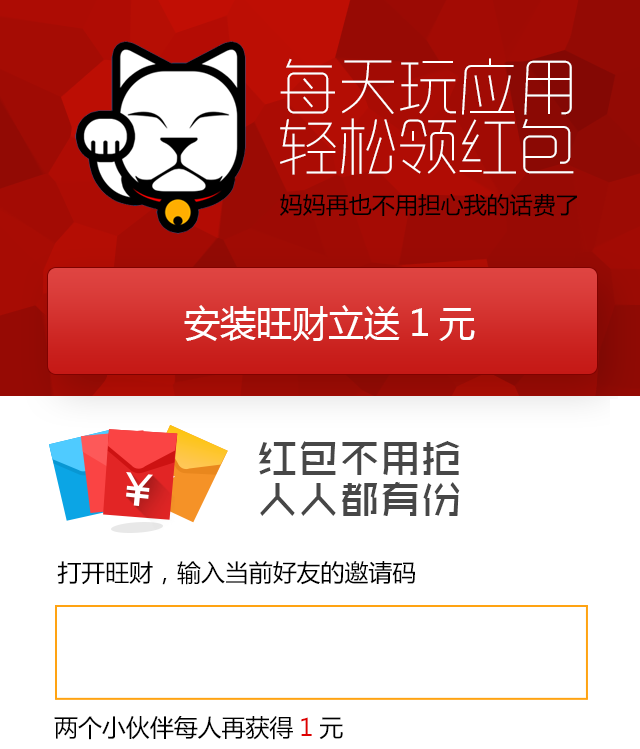 每天玩应用
轻松领红包
妈妈再也不用担心我的话费了
安装旺财立送 1 元
¥
红包不用抢
人人都有份
打开旺财，输入当前好友的邀请码
两个小伙伴每人再获得 1 元